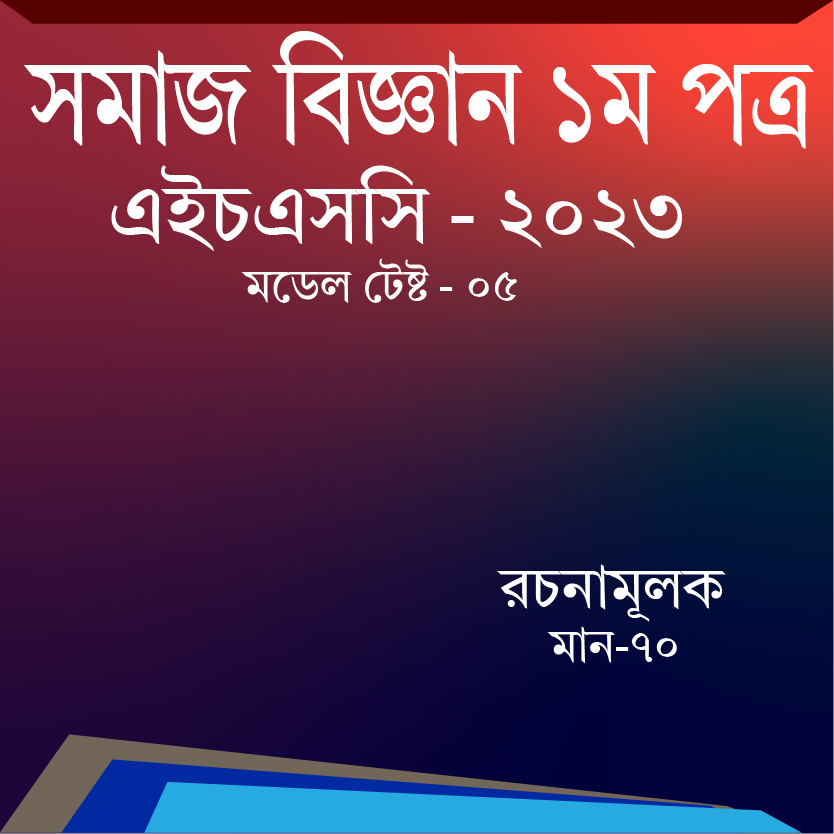 সমাজ বিজ্ঞান ১ম পত্র
এইচএসসি - ২০২৩
মডেল টেষ্ট - ০৫
রচনামূলক
মান-৭০